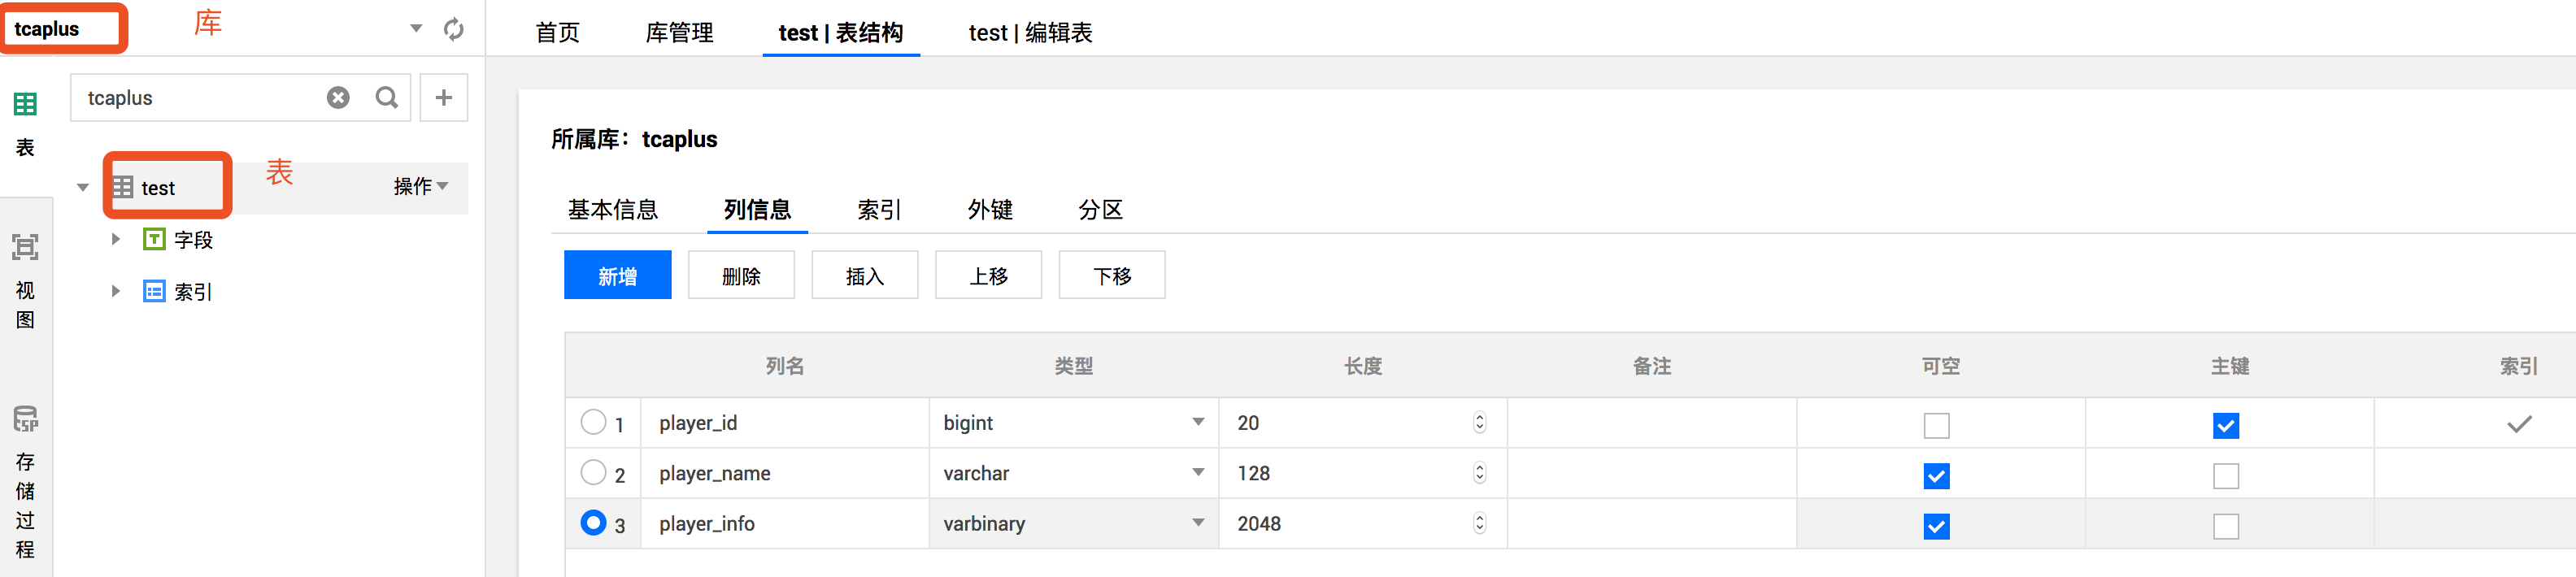 tcaplus 库
首页 库管理 test | 表结构 test | 编辑表
tcaplus
表
test 表 操作
字段
索引
视图
存储过程
所属库：tcaplus
基本信息 列信息 索引 外键 分区
新增 删除 插入 上移 下移
列名 类型 长度 备注 可空 主键 索引
1 player_id bigint 20
2 player_name varchar 128
3 player_info varbinary 2048